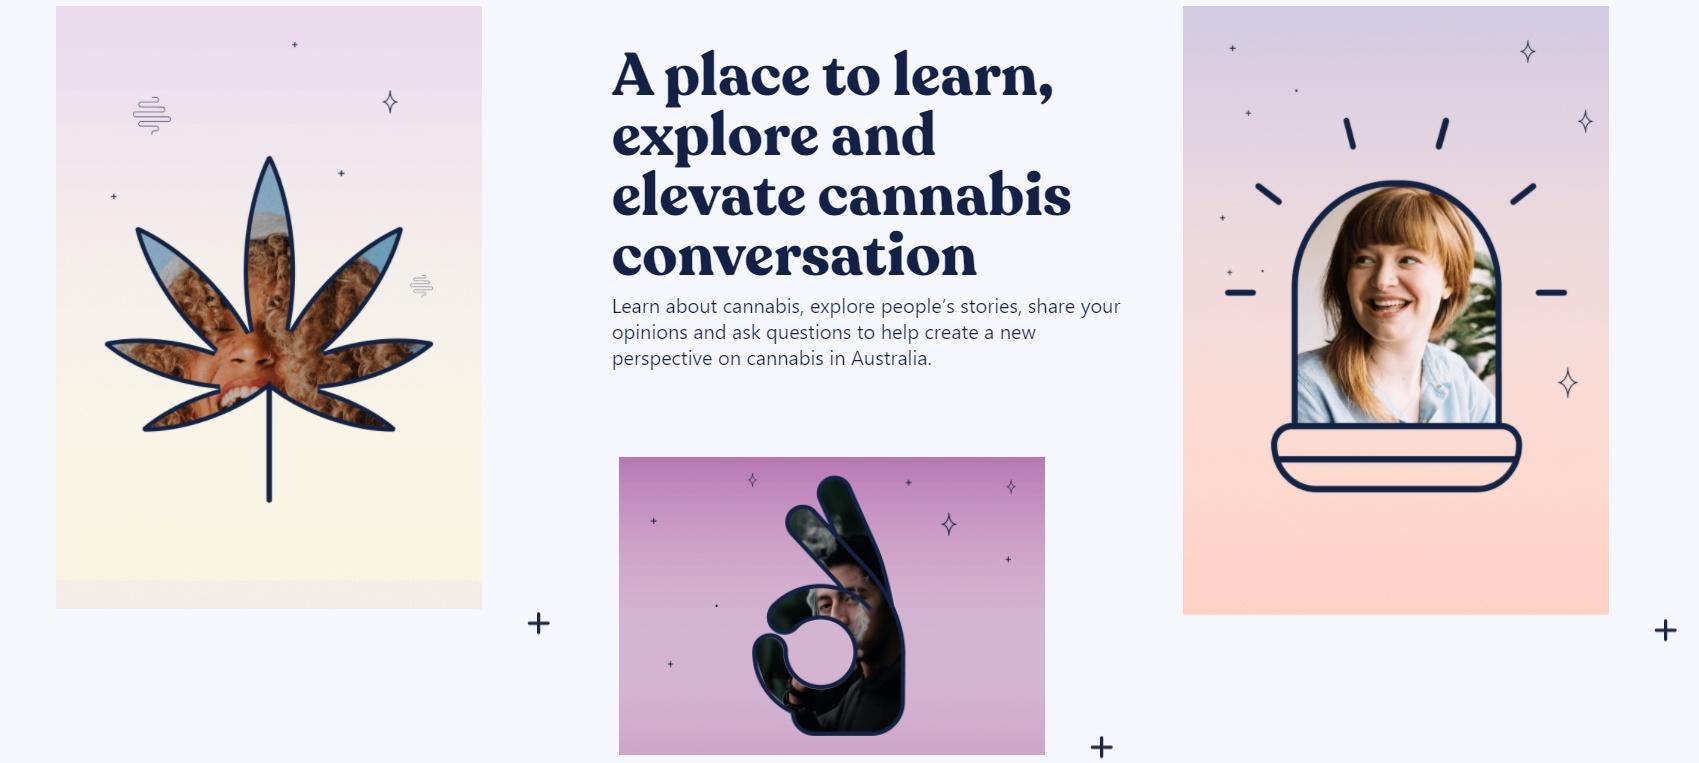 A place to learn,
explore and
elevate cannabis
conversation
Learn about cannabis, explore people’s stories, share your
opinions and ask questions to help create a new
perspective on cannabis in Australia.